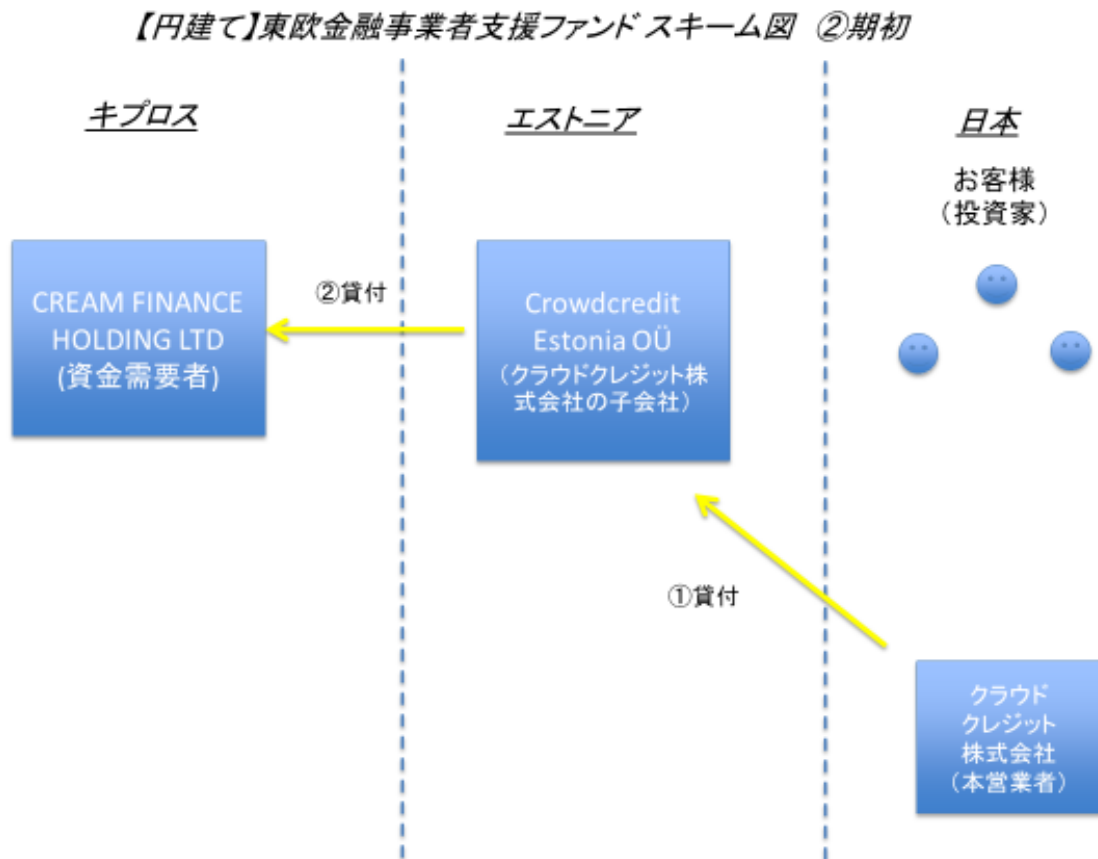 【円建て】東欧金融事業者支援ファンド スキーム図 ②期初
キプロス
エストニア
日本
お客様
（投資家）
CREAM FINANCE
HOLDING LTD
(資金需要者)
②貸付
Crowdcredit
Estonia OÜ
（クラウドクレジット株
式会社の子会社）
①貸付
クラウド
クレジット
株式会社
（本営業者）